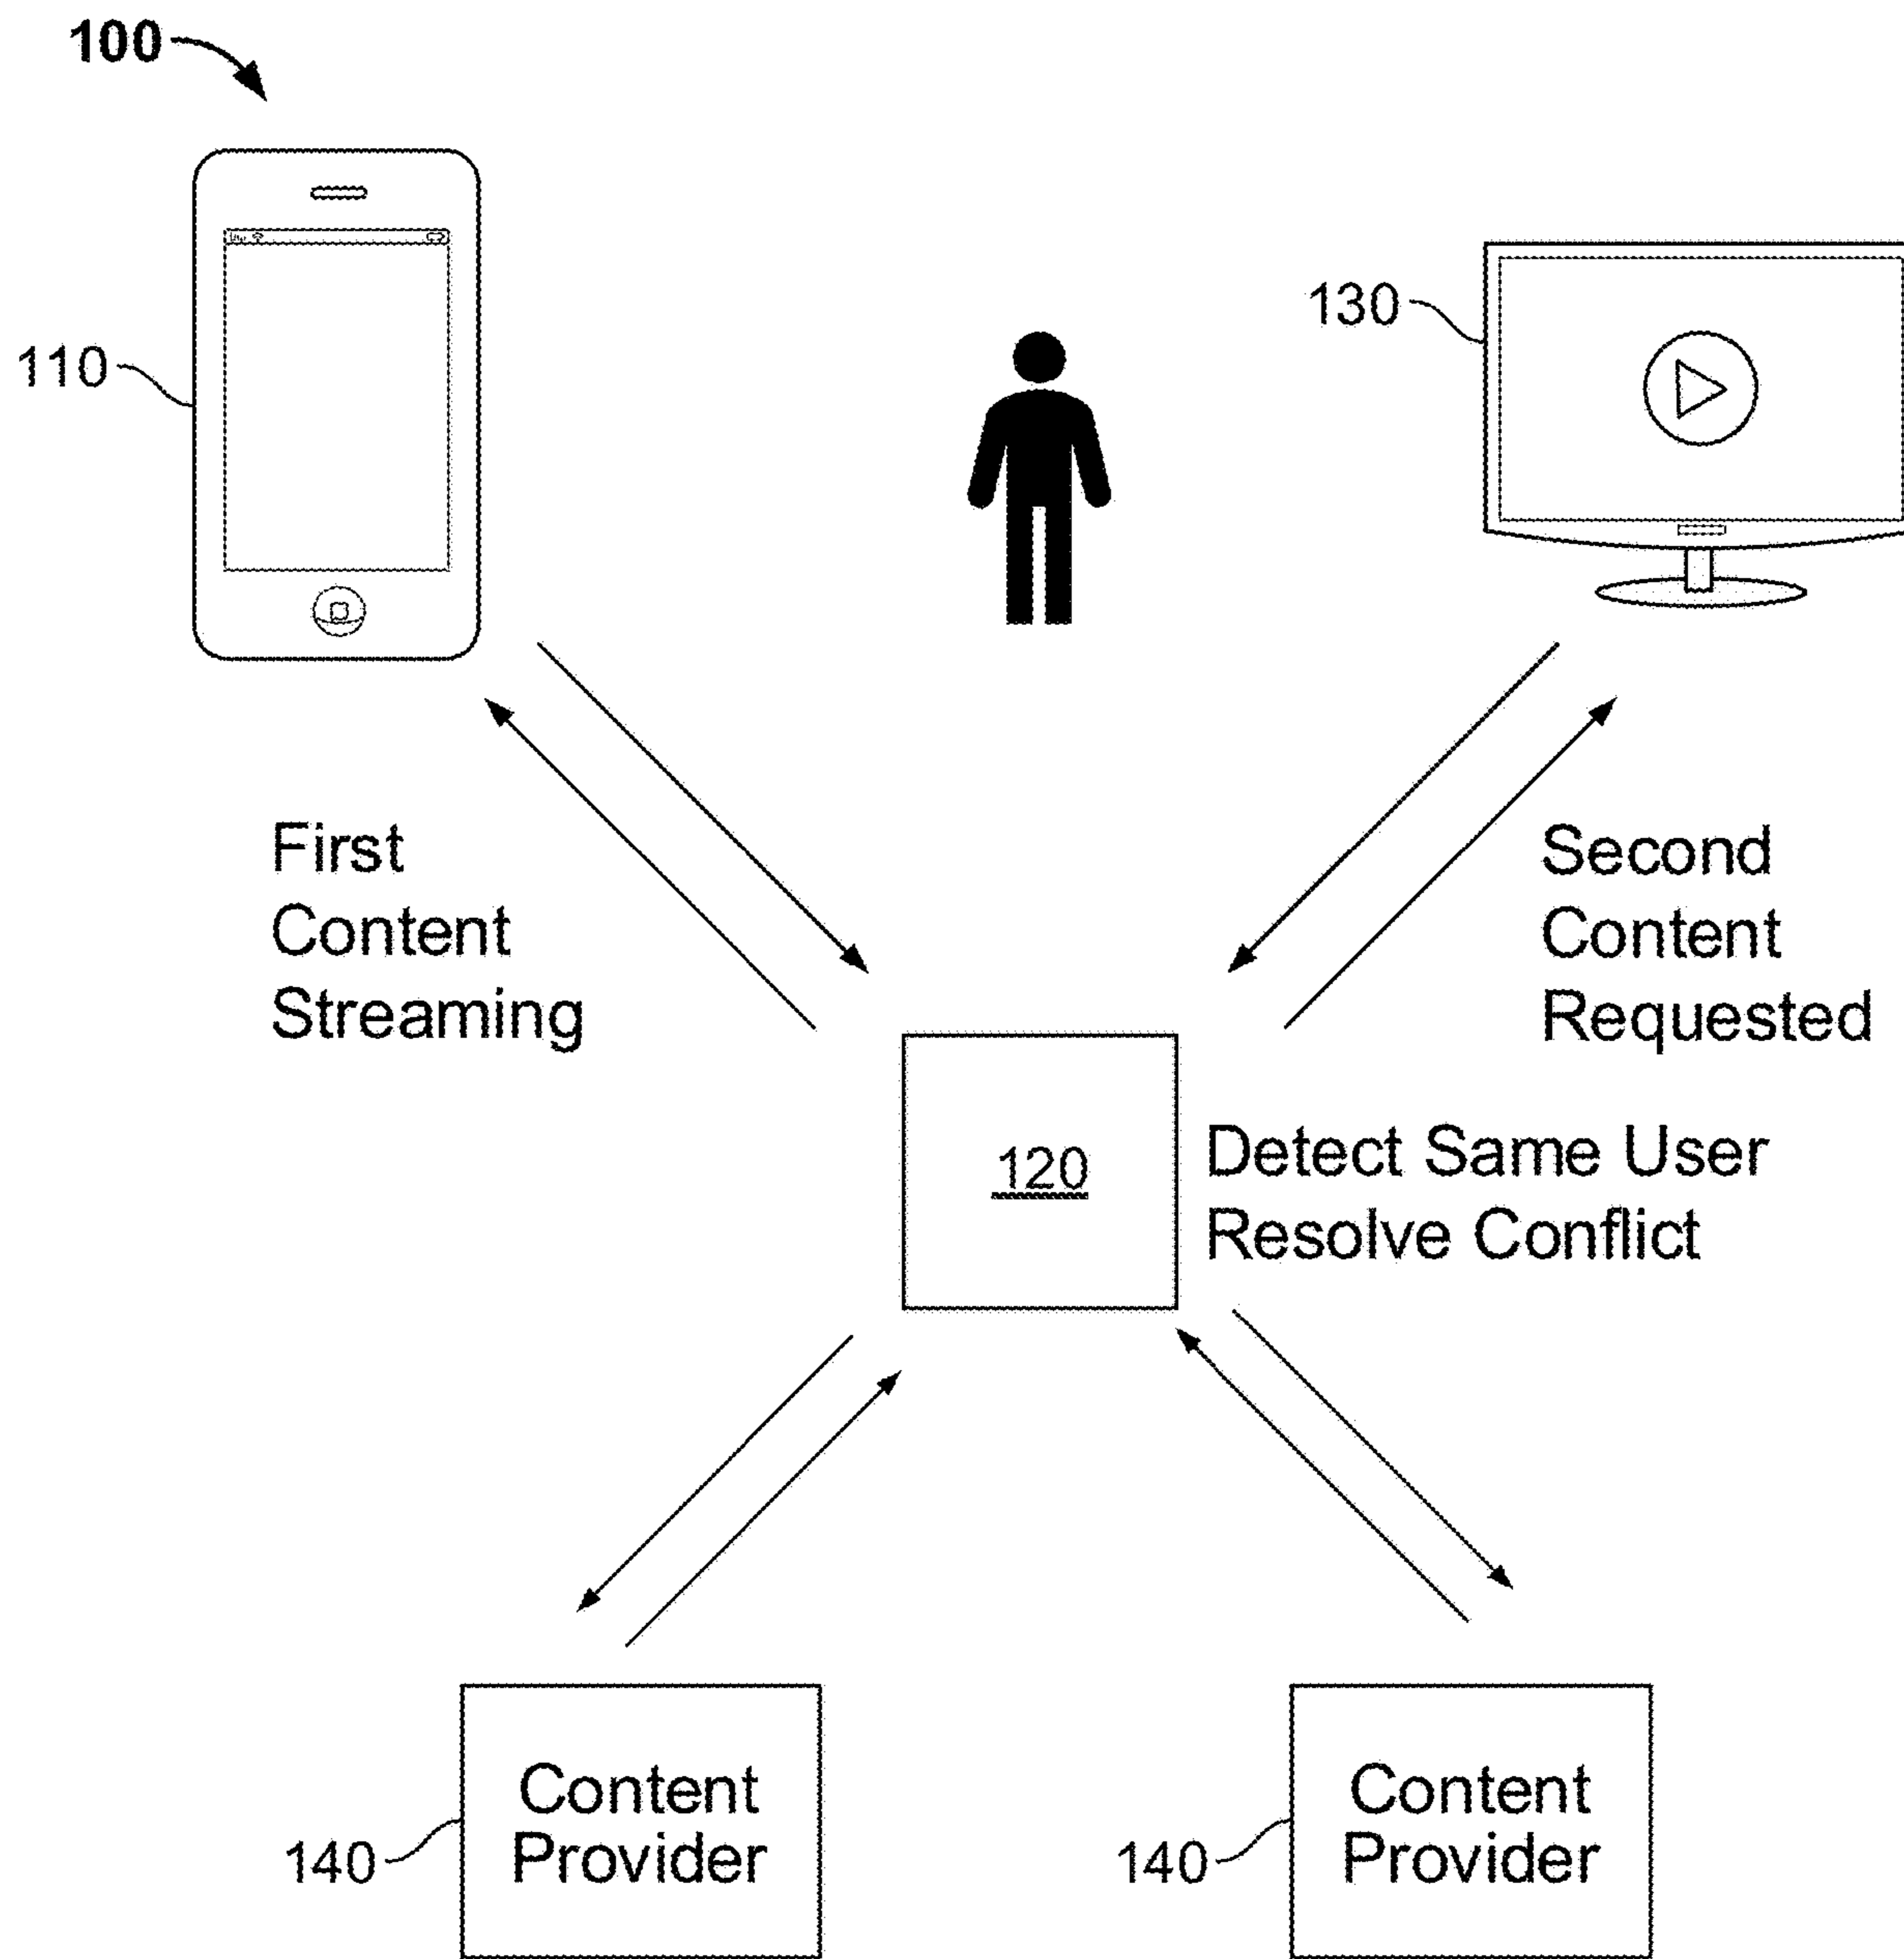 100
110
130
First
Content
Streaming
Second
Content
Requested
120
Detect Same User
Resolve Conflict
140
Content
Provider
140
Content
Provider